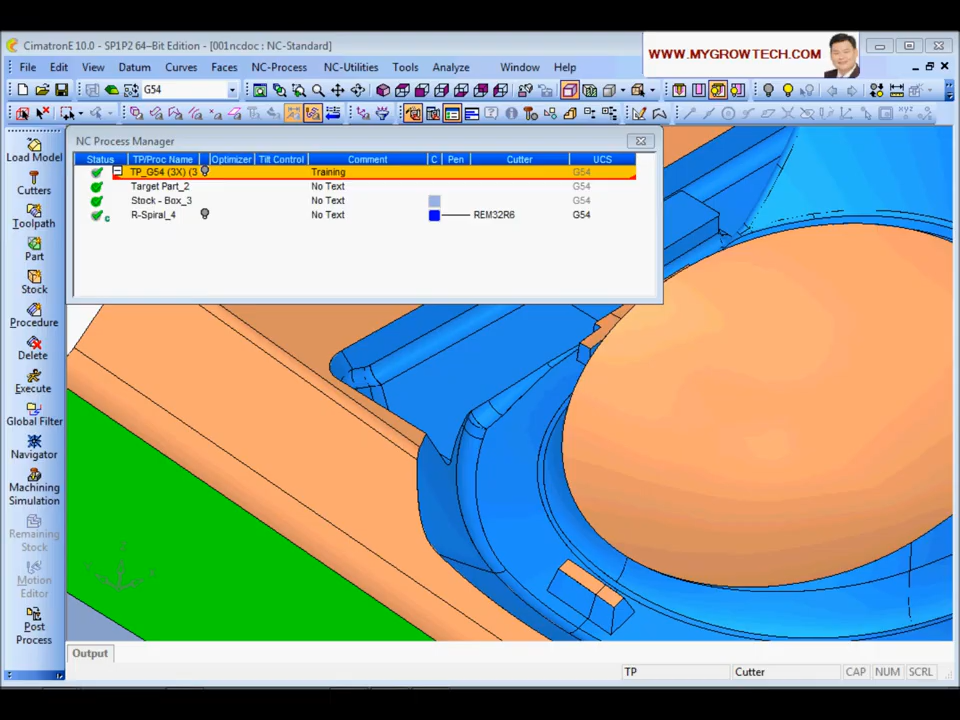 CimatronE 10.0 - SP1P2 64–Bit Edition - [001ncdoc : NC-Standard]
WWW.MYGROWTECH.COM
File Edit View Datum Curves Faces NC-Process NC-Utilities Tools Analyze Window Help
G54
NC Process Manager
Status TP/Proc Name Optimizer Tilt Control Comment C Pen Cutter UCS
TP_G54 (3X) (3 Training G54
Target Part_2 No Text G54
Stock - Box_3 No Text G54
R-Spiral_4 No Text REM32R6 G54
Load Model
Cutters
Toolpath
Part
Stock
Procedure
Delete
Execute
Global Filter
Navigator
Machining
Simulation
Remaining
Stock
Motion
Editor
Post
Process
Output
TP Cutter CAP NUM SCRL